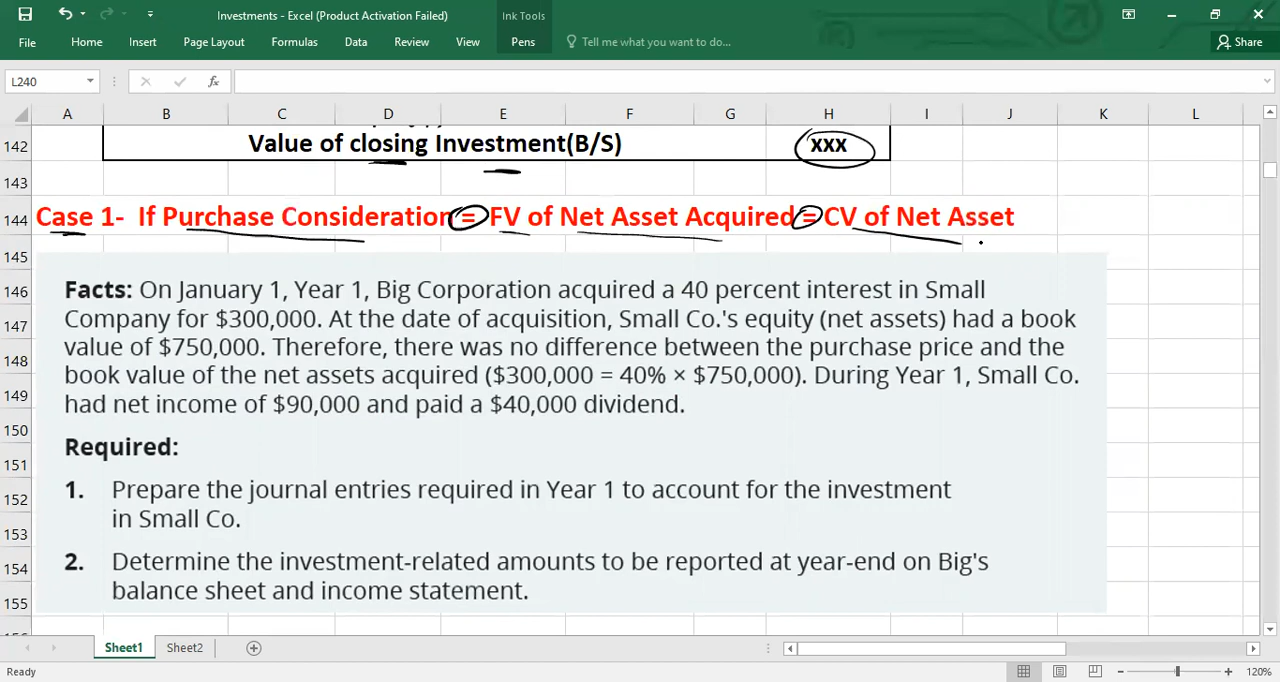 Investments - Excel (Product Activation Failed)
Ink Tools
File Home Insert Page Layout Formulas Data Review View Pens Tell me what you want to do... Share
L240 fx
A B C D E F G H I J K L
142 Value of closing Investment(B/S) xxx
143
144 Case 1- If Purchase Consideration = FV of Net Asset Acquired = CV of Net Asset
145
146 Facts: On January 1, Year 1, Big Corporation acquired a 40 percent interest in Small
147 Company for $300,000. At the date of acquisition, Small Co.'s equity (net assets) had a book
148 value of $750,000. Therefore, there was no difference between the purchase price and the
149 book value of the net assets acquired ($300,000 = 40% × $750,000). During Year 1, Small Co.
had net income of $90,000 and paid a $40,000 dividend.
150
151 Required:
152 1. Prepare the journal entries required in Year 1 to account for the investment
153 in Small Co.
154 2. Determine the investment-related amounts to be reported at year-end on Big's
155 balance sheet and income statement.
Sheet1 Sheet2
Ready 120%